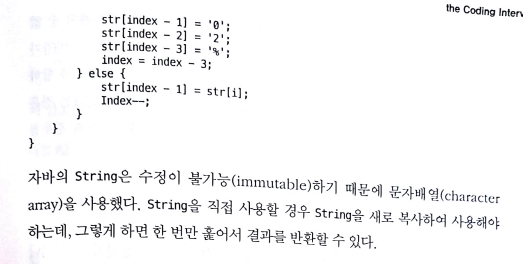 the Coding Interv
str[index - 1] = '0';
str[index - 2] = '2';
str[index - 3] = '%';
index = index - 3;
} else {
str[index - 1] = str[i];
Index--;
}
}
}
자바의 String은 수정이 불가능(immutable)하기 때문에 문자배열(character
array)을 사용했다. String을 직접 사용할 경우 String을 새로 복사하여 사용해야
하는데, 그렇게 하면 한 번만 훑어서 결과를 반환할 수 있다.